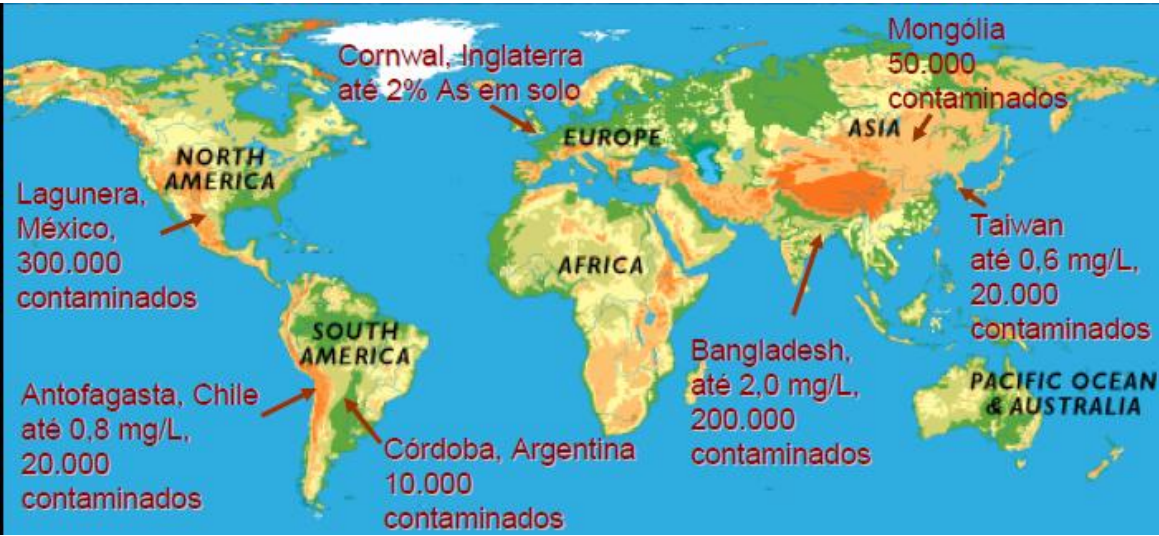 Cornwal, Inglaterra
até 2% As em solo
Mongólia
50.000
contaminados
EUROPE
ASIA
NORTH
AMERICA
Lagunera,
México,
300.000
contaminados
Taiwan
até 0,6 mg/L,
20.000
contaminados
AFRICA
SOUTH
AMERICA
Bangladesh,
até 2,0 mg/L,
200.000
contaminados
PACIFIC OCEAN
& AUSTRALIA
Antofagasta, Chile
até 0,8 mg/L,
20.000
contaminados
Córdoba, Argentina
10.000
contaminados